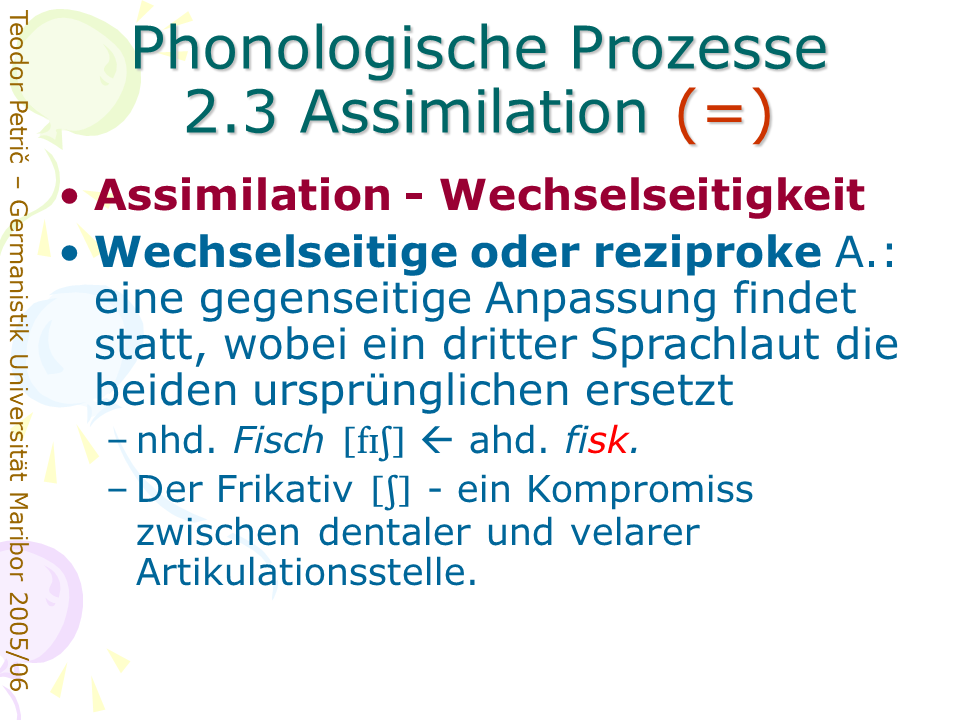 Phonologische Prozesse
2.3 Assimilation (=)
• Assimilation - Wechselseitigkeit
• Wechselseitige oder reziproke A.:
eine gegenseitige Anpassung findet
statt, wobei ein dritter Sprachlaut die
beiden ursprünglichen ersetzt
– nhd. Fisch [fɪʃ] ← ahd. fisk.
– Der Frikativ [ʃ] - ein Kompromiss
zwischen dentaler und velarer
Artikulationsstelle.
Teodor Petrič – Germanistik Universität Maribor 2005/06